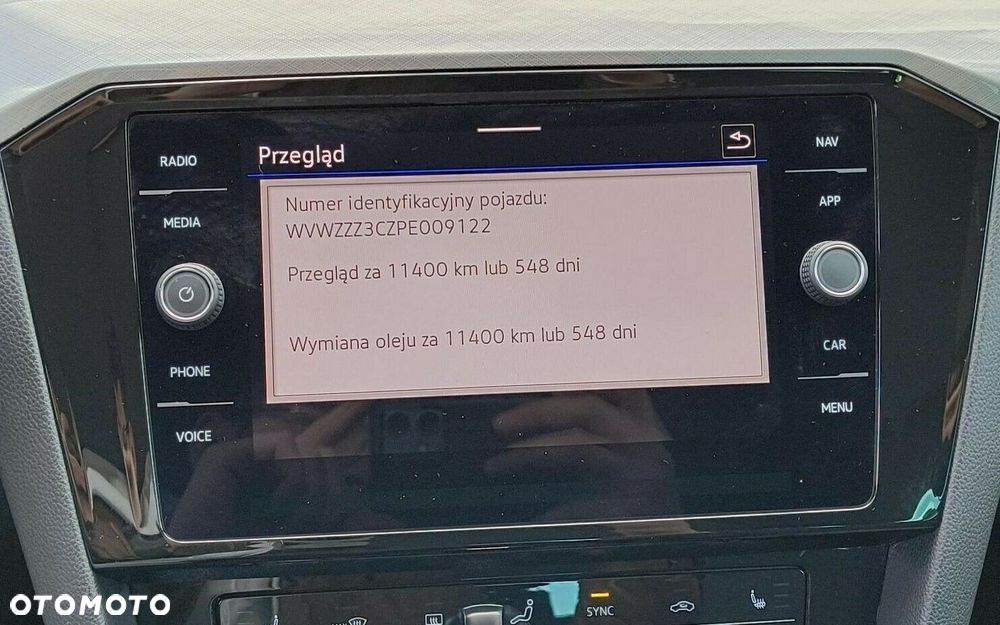 RADIO
MEDIA
PHONE
VOICE
Przegląd
Numer identyfikacyjny pojazdu:
WVWZZZ3CZPE009122
Przegląd za 11400 km lub 548 dni
Wymiana oleju za 11400 km lub 548 dni
NAV
APP
CAR
MENU
SYNC
OTOMOTO